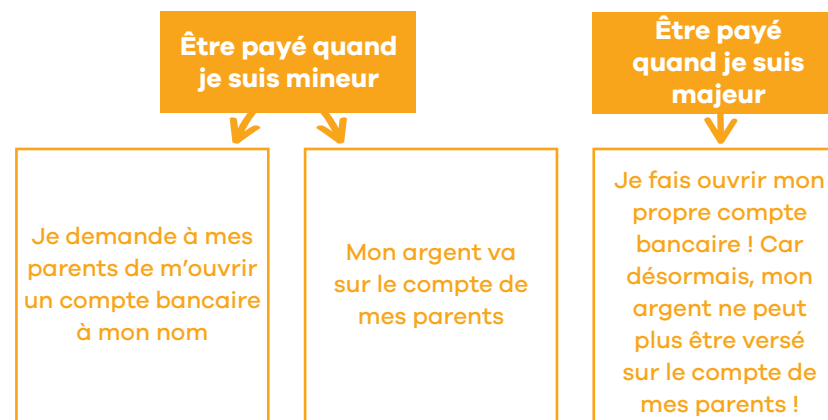 Être payé quand
je suis mineur
Je demande à mes
parents de m’ouvrir
un compte bancaire
à mon nom
Mon argent va
sur le compte de
mes parents
Être payé
quand je suis
majeur
Je fais ouvrir mon
propre compte
bancaire ! Car
désormais, mon
argent ne peut
plus être versé
sur le compte de
mes parents !